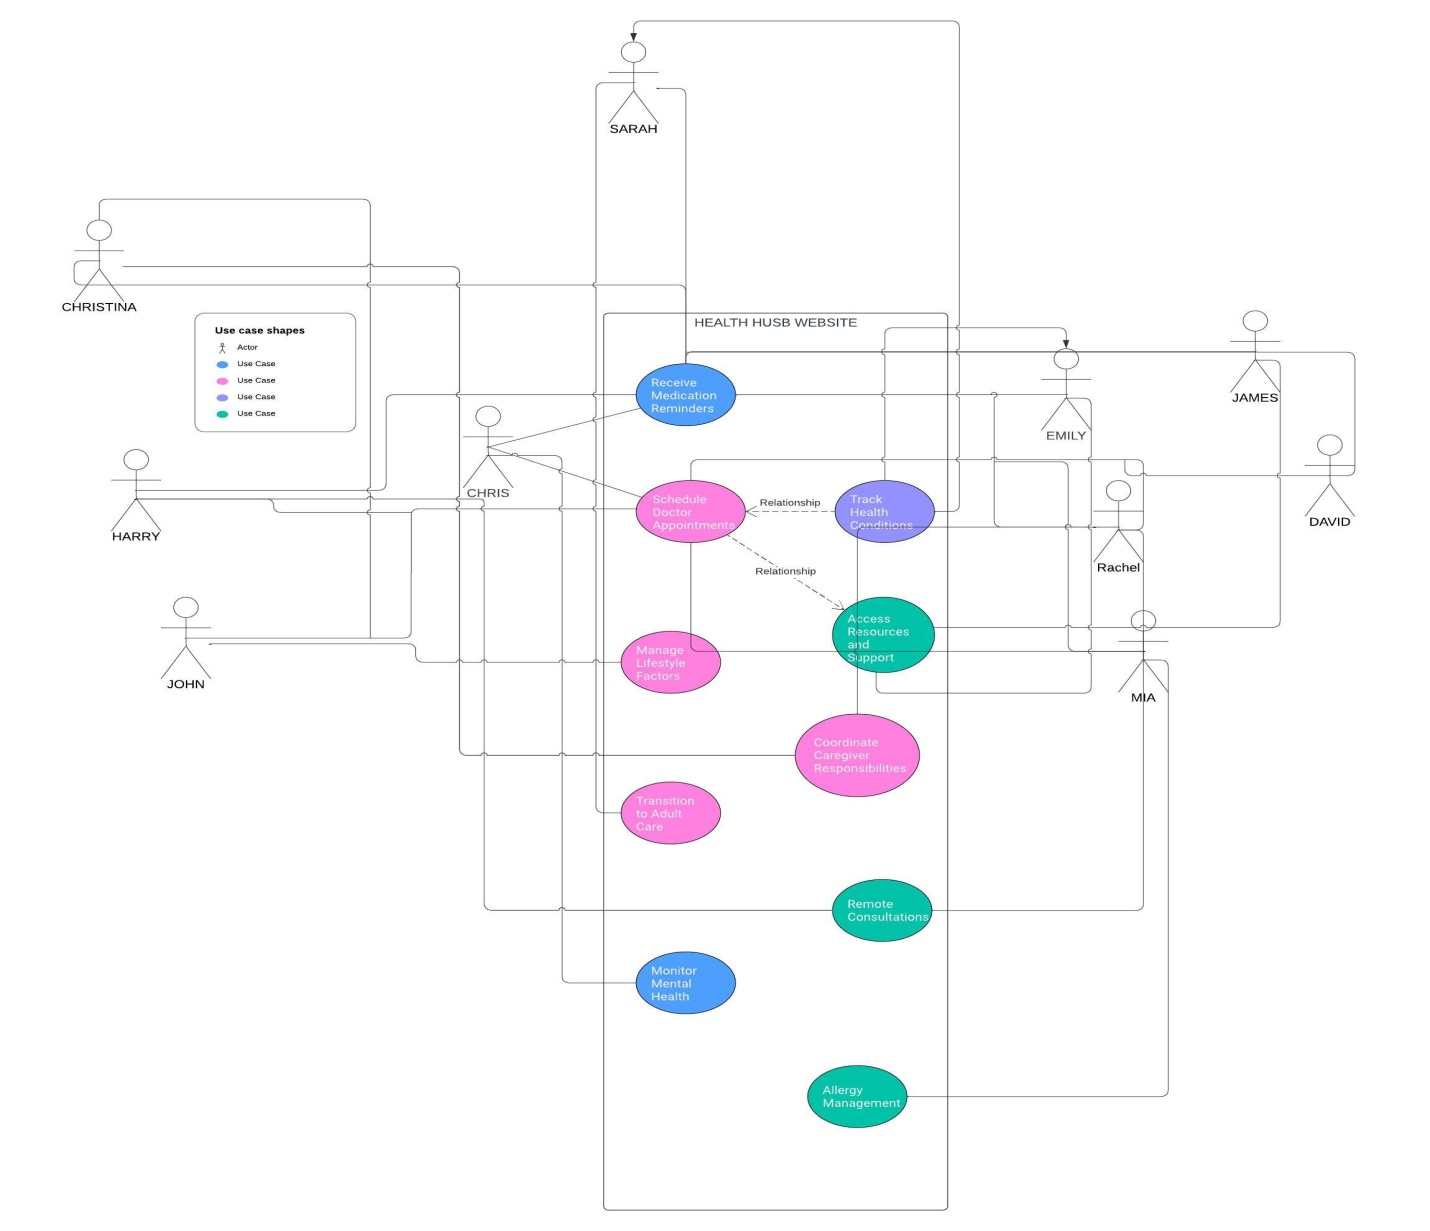 SARAH
CHRISTINA
Use case shapes
Actor
Use Case
Use Case
Use Case
Use Case
HEALTH HUSB WEBSITE
JAMES
EMILY
DAVID
CHRIS
HARRY
Rachel
JOHN
MIA
Receive
Medication
Reminders
Schedule
Doctor
Appointments
Relationship
Track
Health
Conditions
Relationship
Access
Resources
and
Support
Manage
Lifestyle
Factors
Coordinate
Caregiver
Responsibilities
Transition
to Adult
Care
Remote
Consultations
Monitor
Mental
Health
Allergy
Management